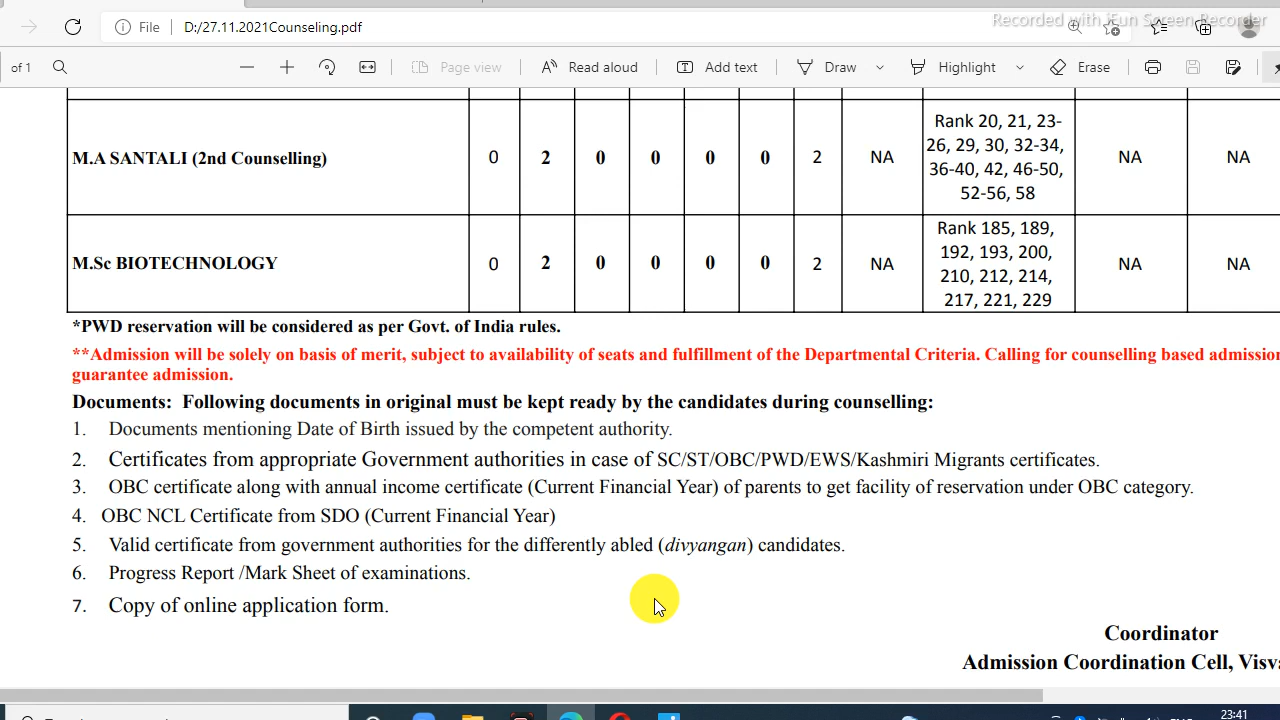 Recorded with iFun Screen Recorder
File D:/27.11.2021Counseling.pdf
of 1 Page view Read aloud Add text Draw Highlight Erase
M.A SANTALI (2nd Counselling) 0 2 0 0 0 0 2 NA Rank 20, 21, 23-
26, 29, 30, 32-34,
36-40, 42, 46-50,
52-56, 58 NA NA
M.Sc BIOTECHNOLOGY 0 2 0 0 0 0 2 NA Rank 185, 189,
192, 193, 200,
210, 212, 214,
217, 221, 229 NA NA
*PWD reservation will be considered as per Govt. of India rules.
**Admission will be solely on basis of merit, subject to availability of seats and fulfillment of the Departmental Criteria. Calling for counselling based admission
guarantee admission.
Documents: Following documents in original must be kept ready by the candidates during counselling:
1. Documents mentioning Date of Birth issued by the competent authority.
2. Certificates from appropriate Government authorities in case of SC/ST/OBC/PWD/EWS/Kashmiri Migrants certificates.
3. OBC certificate along with annual income certificate (Current Financial Year) of parents to get facility of reservation under OBC category.
4. OBC NCL Certificate from SDO (Current Financial Year)
5. Valid certificate from government authorities for the differently abled (divyangan) candidates.
6. Progress Report /Mark Sheet of examinations.
7. Copy of online application form.
Coordinator
Admission Coordination Cell, Visva
23:41